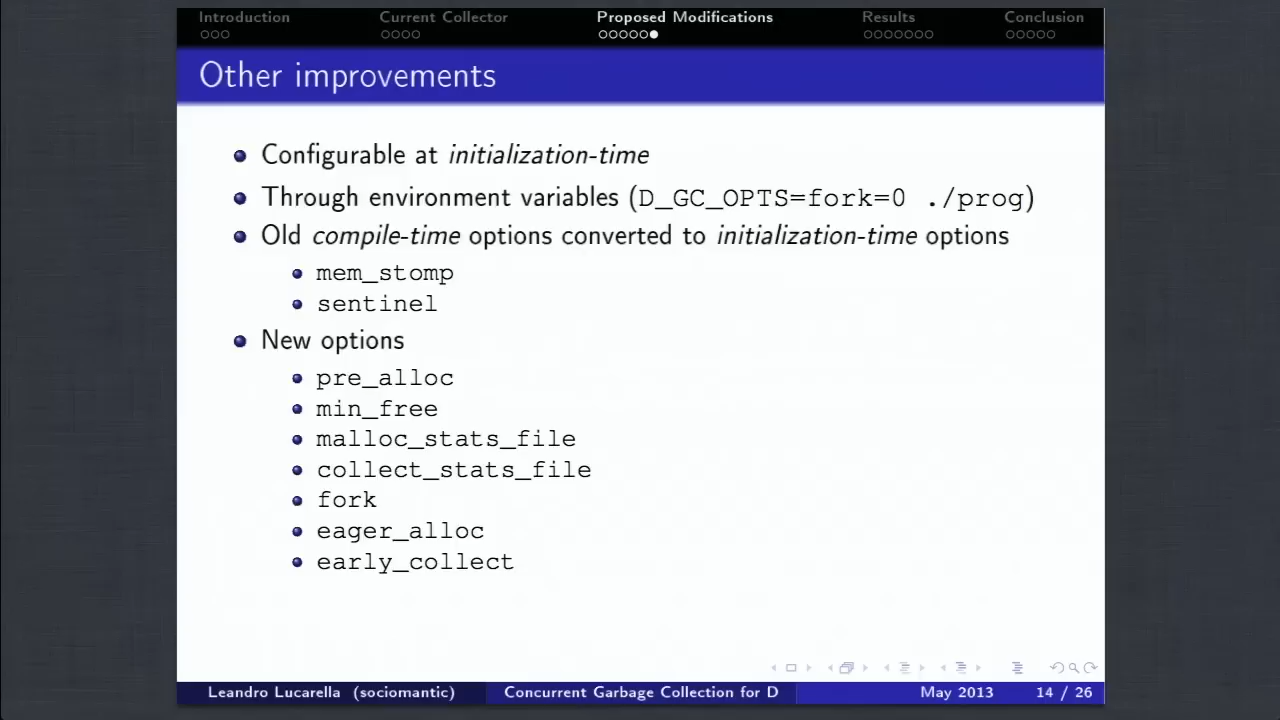 Introduction Current Collector Proposed Modifications Results Conclusion
Other improvements
Configurable at initialization-time
Through environment variables (D_GC_OPTS=fork=0 ./prog)
Old compile-time options converted to initialization-time options
mem_stomp
sentinel
New options
pre_alloc
min_free
malloc_stats_file
collect_stats_file
fork
eager_alloc
early_collect
Leandro Lucarella (sociomantic) Concurrent Garbage Collection for D May 2013 14 / 26